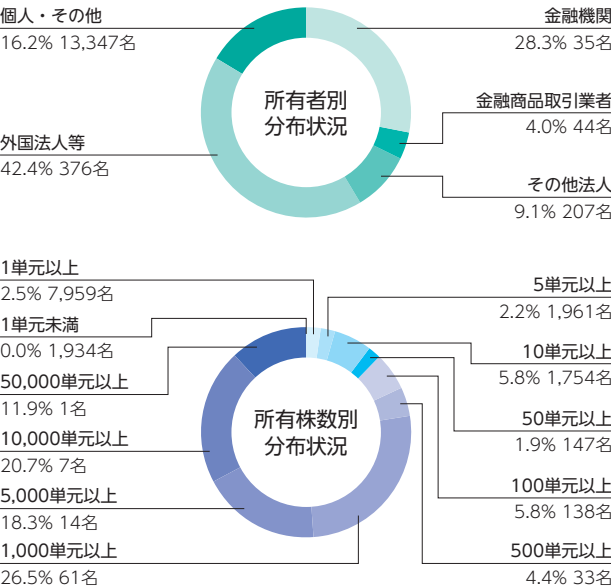 個人・その他
16.2% 13,347名
金融機関
28.3% 35名
所有者別
分布状況
金融商品取引業者
4.0% 44名
外国法人等
42.4% 376名
その他法人
9.1% 207名
1単元以上
2.5% 7,959名
5単元以上
2.2% 1,961名
1単元未満
0.0% 1,934名
10単元以上
5.8% 1,754名
50,000単元以上
11.9% 1名
所有株数別
分布状況
50単元以上
1.9% 147名
10,000単元以上
20.7% 7名
100単元以上
5.8% 138名
5,000単元以上
18.3% 14名
500単元以上
4.4% 33名
1,000単元以上
26.5% 61名